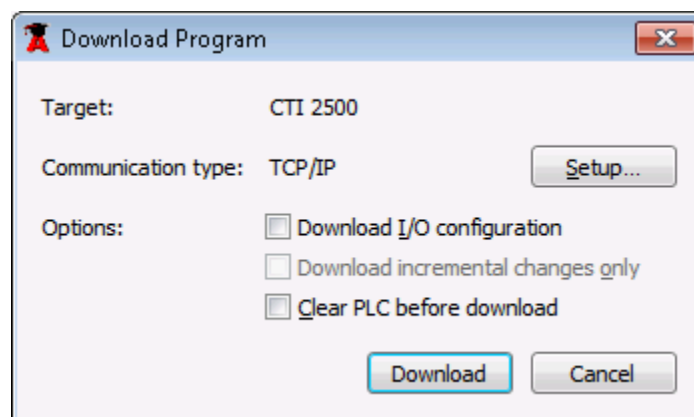 Download Program
Target: CTI 2500
Communication type: TCP/IP Setup...
Options: Download I/O configuration
Download incremental changes only
Clear PLC before download
Download Cancel